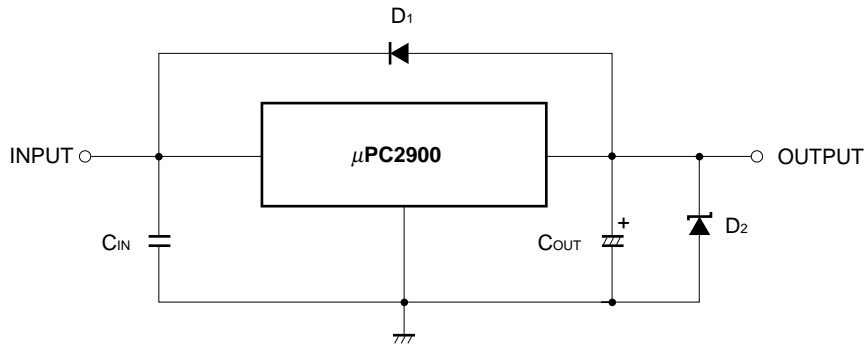 D1
INPUT
μPC2900
OUTPUT
CIN
COUT
+
D2